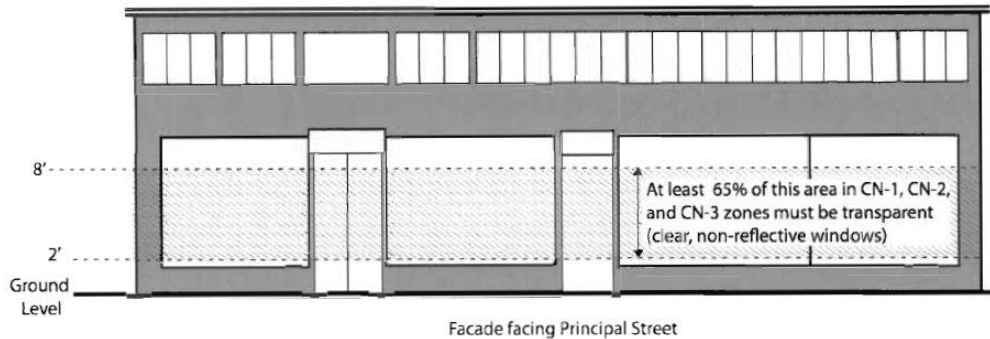 8'
At least 65% of this area in CN-1, CN-2,
and CN-3 zones must be transparent
(clear, non-reflective windows)
2'
Ground
Level
Facade facing Principal Street